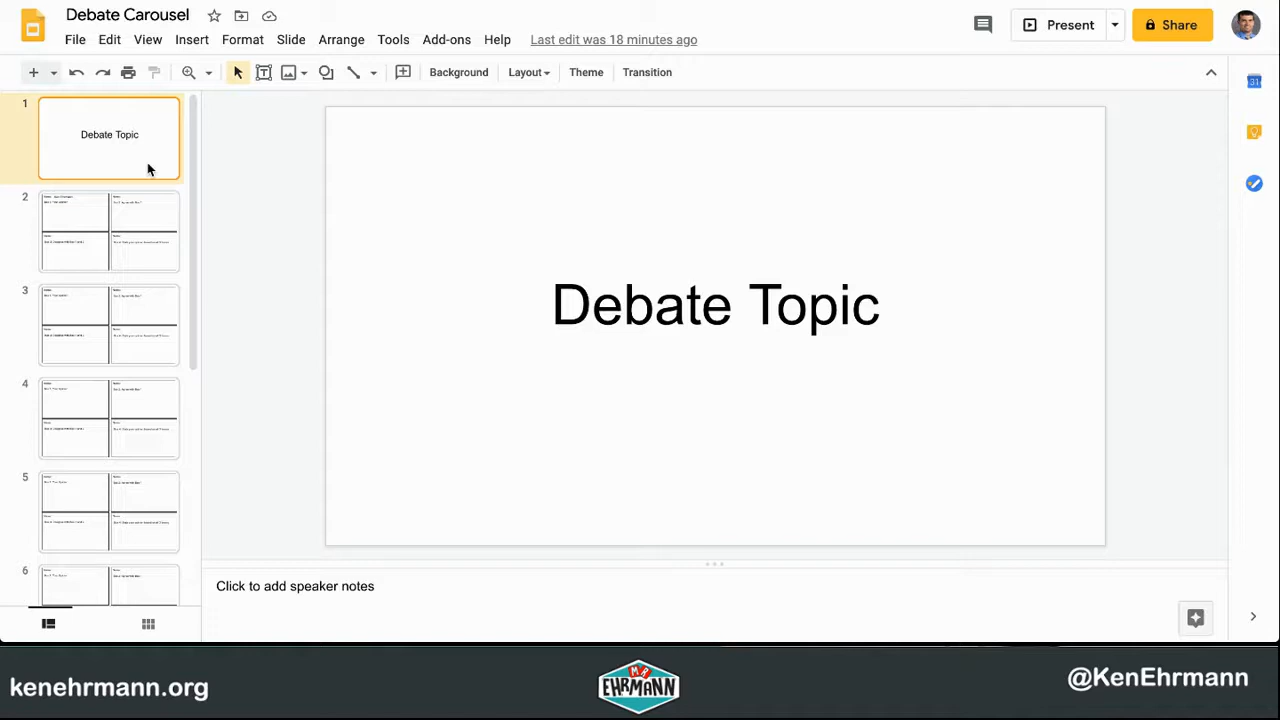 Debate Carousel
File Edit View Insert Format Slide Arrange Tools Add-ons Help Last edit was 18 minutes ago
Present
Share
Background Layout Theme Transition
31
1
Debate Topic
2
3
4
5
6
Debate Topic
Click to add speaker notes
kenehrmann.org
MR
EHRMANN
@KenEhrmann